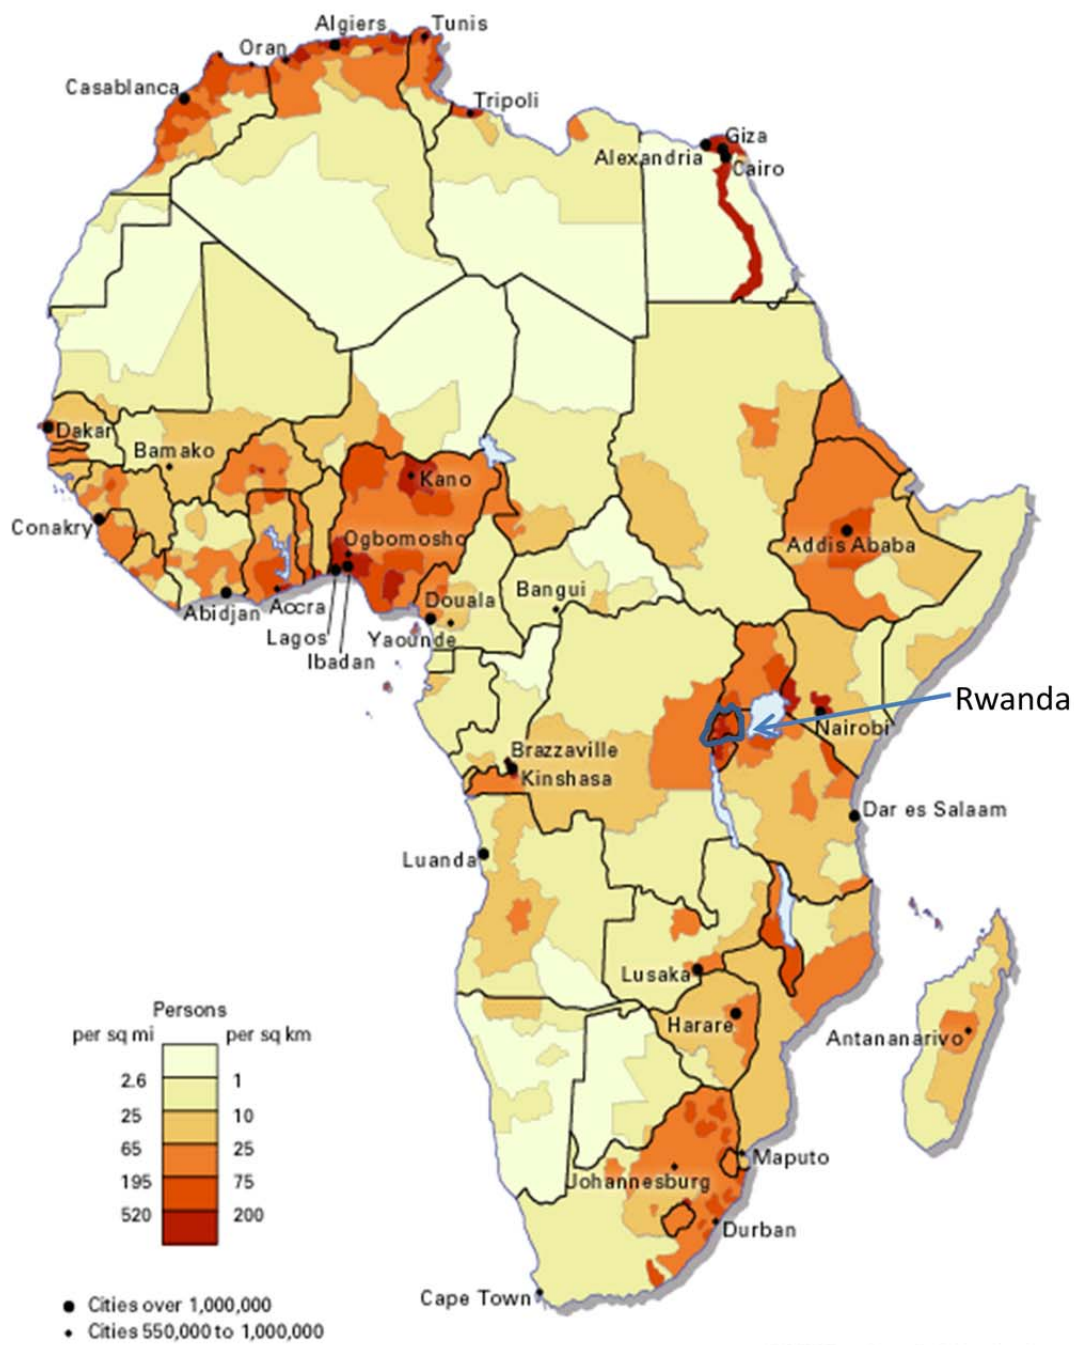 Algiers
Tunis
Oran
Casablanca
Tripoli
Giza
Alexandria
Cairo
Dakar
Bamako
Kano
Conakry
Ogbomosho
Addis Ababa
Abidjan
Accra
Douala
Bangui
Lagos
Yaounde
Ibadan
Rwanda
Nairobi
Brazzaville
Kinshasa
Dar es Salaam
Luanda
Lusaka
Harare
Antananarivo
Maputo
Johannesburg
Durban
Cape Town
Persons
per sq mi per sq km
2.6 1
25 10
65 25
195 75
520 200
Cities over 1,000,000
Cities 550,000 to 1,000,000